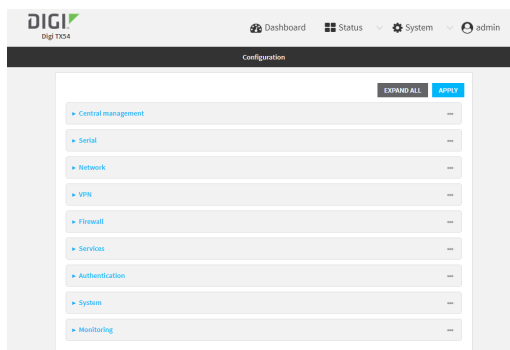 DIGI
Digi TX54
Dashboard Status System admin
Configuration
EXPAND ALL APPLY
Central management
Serial
Network
VPN
Firewall
Services
Authentication
System
Monitoring